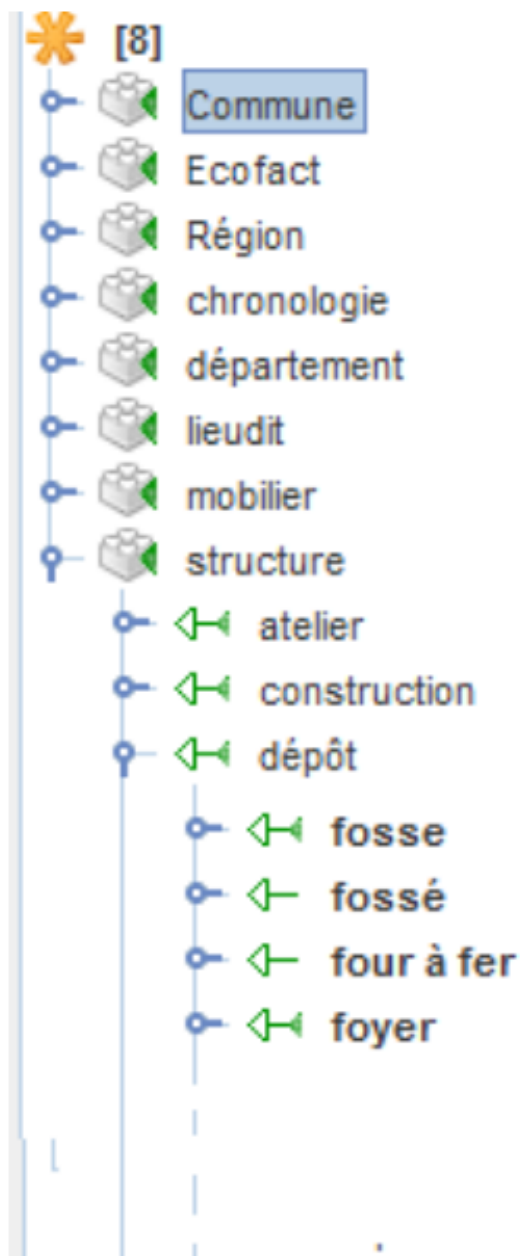 [8]
Commune
Ecofact
Région
chronologie
département
lieudit
mobilier
structure
atelier
construction
dépôt
fosse
fossé
four à fer
foyer